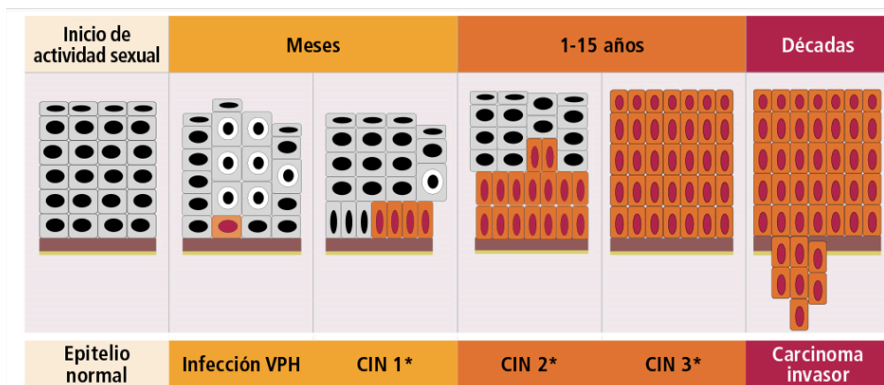 Inicio de
actividad sexual
Meses
1-15 años
Décadas
Epitelio
normal
Infección VPH
CIN 1*
CIN 2*
CIN 3*
Carcinoma
invasor